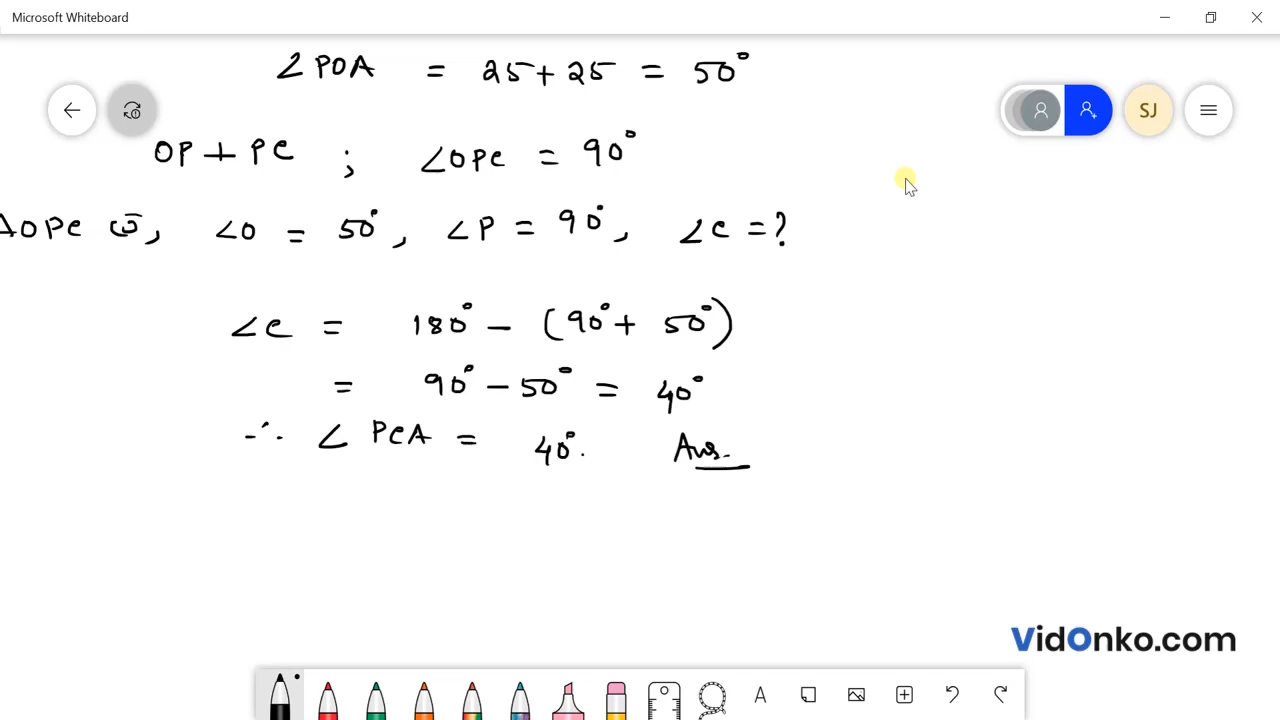 Microsoft Whiteboard
∠POA = 25+25 = 50°
OP + PC ; ∠OPC = 90°
SJ
ΔOPC এ, ∠O = 50°, ∠P = 90°, ∠C = ?
∠C = 180° - (90° + 50°)
= 90° - 50° = 40°
∴ ∠PCA = 40°. Ans.
VidOnko.com
A